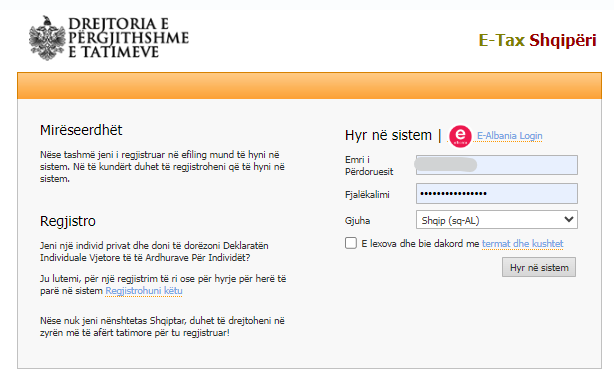 DREJTORIA E
PËRGJITHSHME
E TATIMEVE
E-Tax Shqipëri
Mirëseerdhët
Nëse tashmë jeni i regjistruar në efiling mund të hyni në
sistem. Në të kundërt duhet të regjistroheni që të hyni në
sistem.
Regjistro
Jeni një individ privat dhe doni të dorëzoni Deklaratën
Individuale Vjetore të të Ardhurave Për Individët?
Ju lutemi, për një regjistrim të ri ose për hyrje për herë të
parë në sistem Regjistrohuni këtu
Nëse nuk jeni nënshtetas Shqiptar, duhet të drejtoheni në
zyrën më të afërt tatimore për tu regjistruar!
Hyr në sistem | E-Albania Login
Emri i
Përdoruesit
Fjalëkalimi ••••••••••••••••
Gjuha Shqip (sq-AL)
E lexova dhe bie dakord me termat dhe kushtet
Hyr në sistem